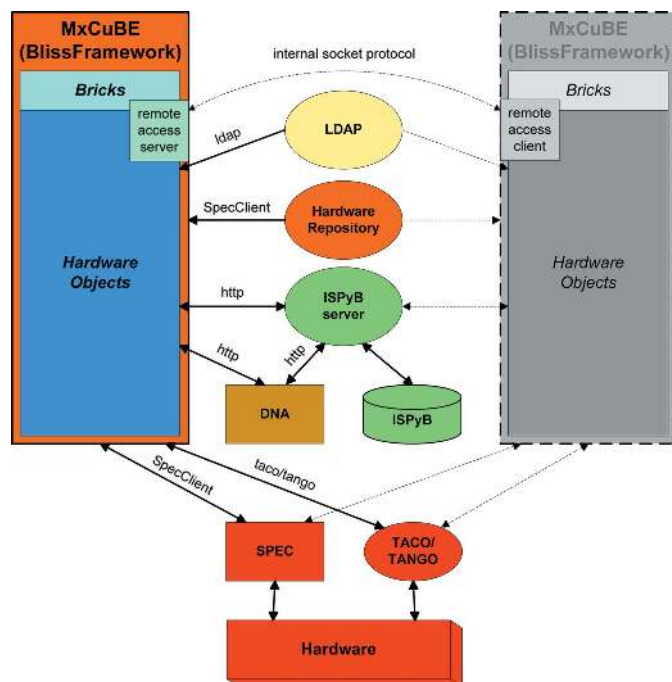 MxCuBE
(BlissFramework)
MxCuBE
(BlissFramework)
internal socket protocol
Bricks
Bricks
remote
access
server
remote
access
client
ldap
LDAP
SpecClient
Hardware
Repository
Hardware
Objects
Hardware
Objects
http
ISPyB
server
http
http
DNA
ISPyB
SpecClient
taco/tango
SPEC
TACO/
TANGO
Hardware